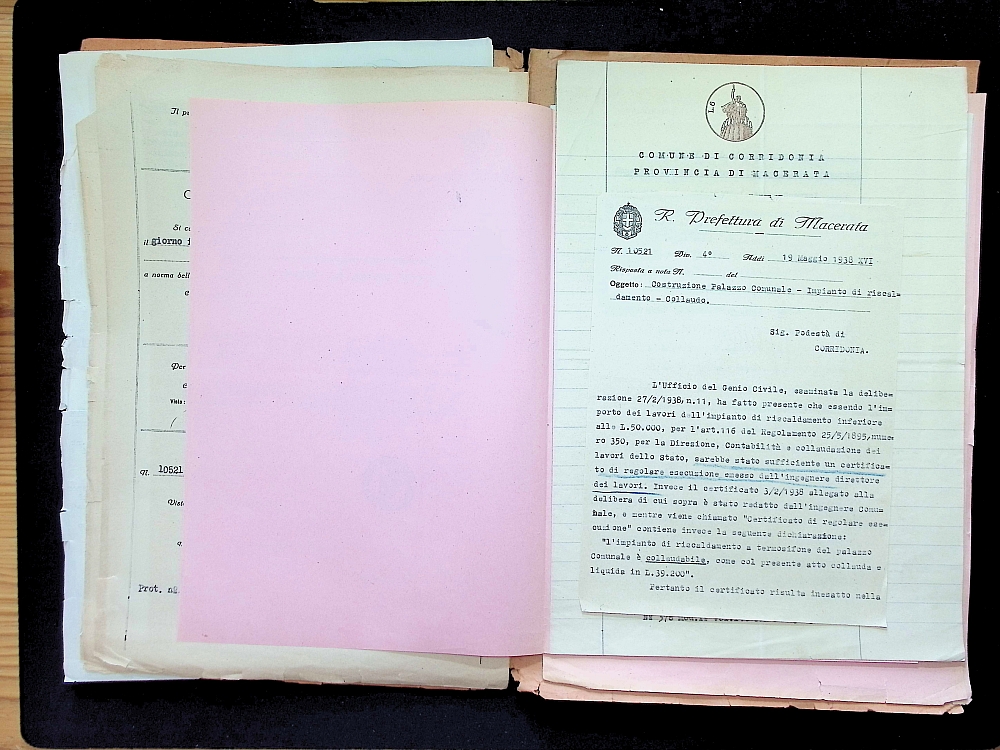 Il
Si
il giorno
a norma
Per
Visto :
N. 10521
Visto
Prot. n.
COMUNE DI CORRIDONIA
PROVINCIA DI MACERATA
R. Prefettura di Macerata
N. 10521 Div. 4° Addì 19 Maggio 1938 XVI
Risposta a nota N. del
Oggetto: Costruzione Palazzo Comunale - Impianto di riscal-
damento - Collaudo.
Sig. Podestà di
CORRIDONIA.
L'Ufficio del Genio Civile, esaminata la delibe-
razione 27/2/1938,n.11, ha fatto presente che essendo l'im-
porto dei lavori dell'impianto di riscaldamento inferiore
alle L.50.000, per l'art.116 del Regolamento 25/5/1895,nume-
ro 350, per la Direzione, Contabilità e collaudazione dei
lavori dello Stato, sarebbe stato sufficiente un certifica-
to di regolare esecuzione emesso dall'ingegnere direttore
dei lavori. Invece il certificato 3/2/1938 allegato alla
delibera di cui sopra è stato redatto dall'ingegnere Comu-
nale, e mentre viene chiamato "Certificato di regolare ese-
cuzione" contiene invece la seguente dichiarazione:
"l'impianto di riscaldamento a termosifone del palazzo
Comunale è collaudabile, come col presente atto collauda e
liquida in L.39.200".
Pertanto il certificato risulta inesatto nella